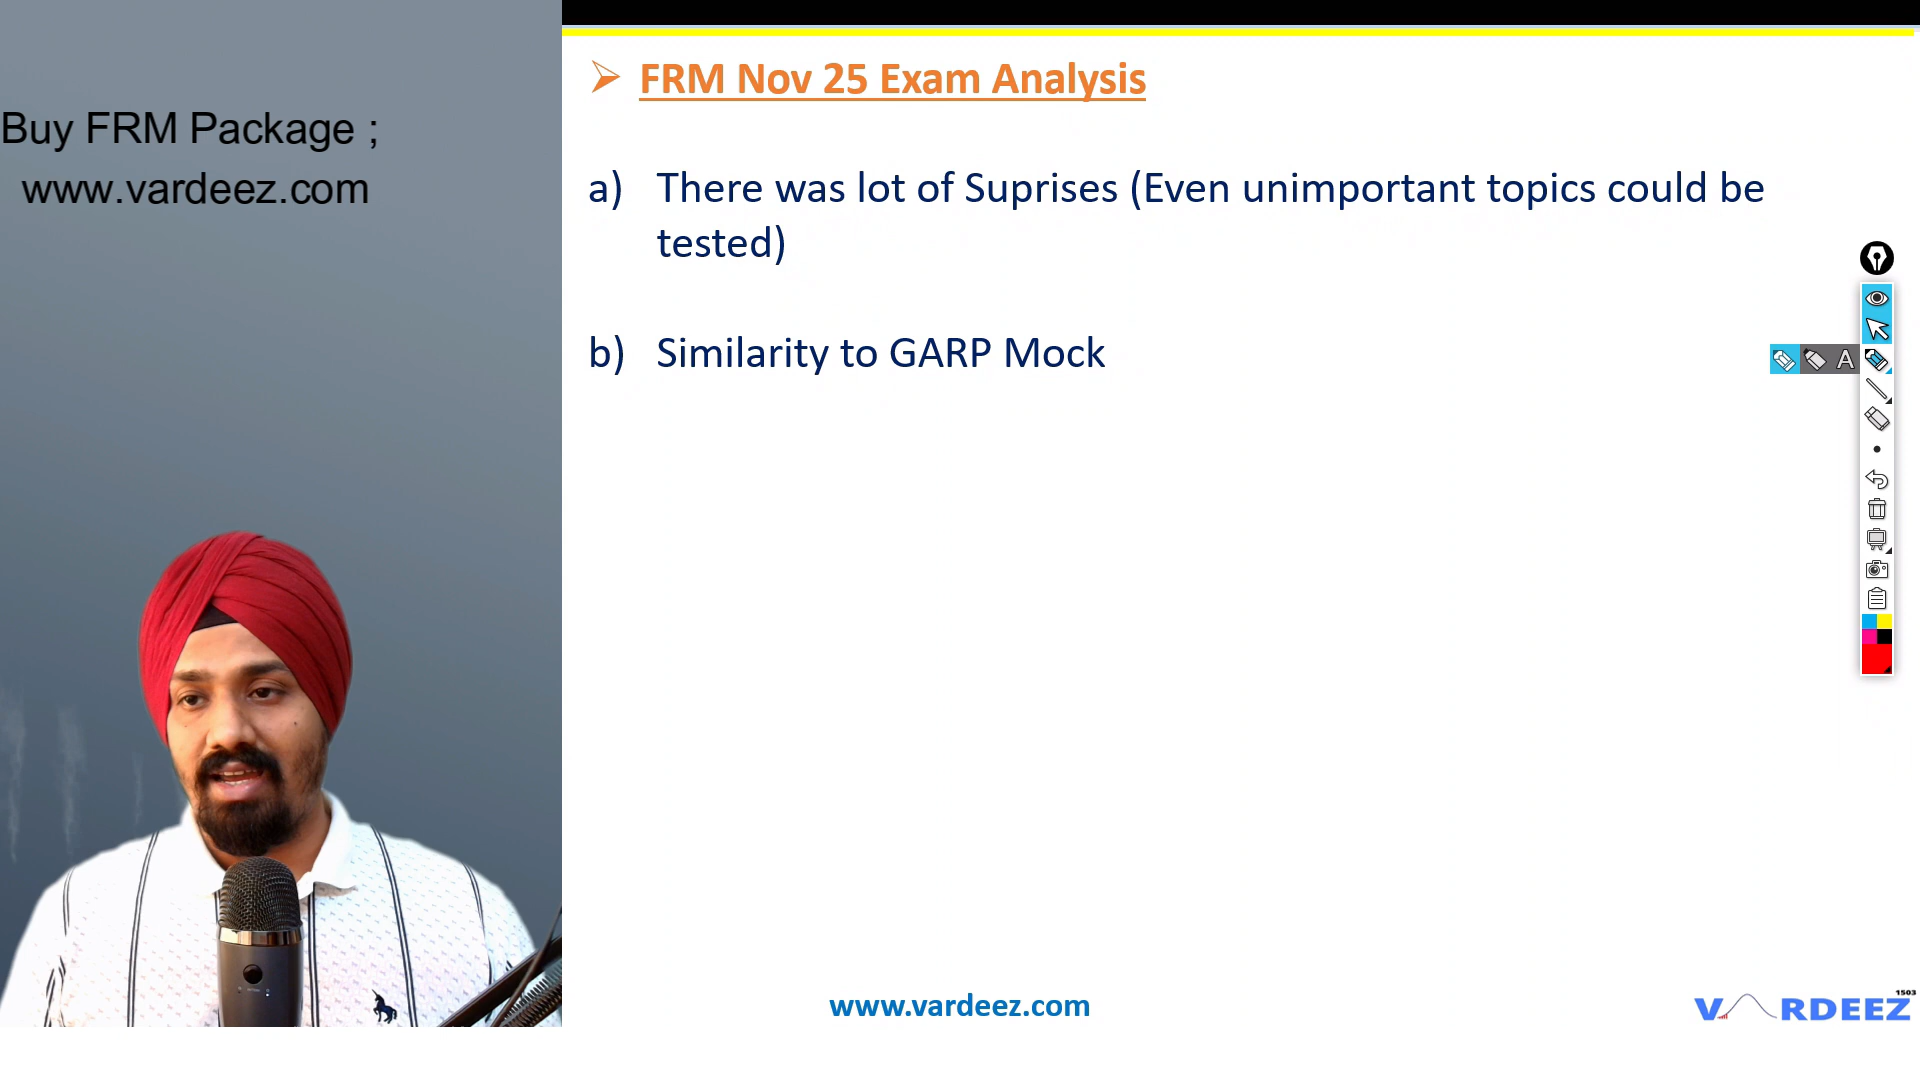 Buy FRM Package ;
www.vardeez.com
➢ FRM Nov 25 Exam Analysis
a) There was lot of Suprises (Even unimportant topics could be
tested)
b) Similarity to GARP Mock
A
www.vardeez.com
1503
VARDEEZ